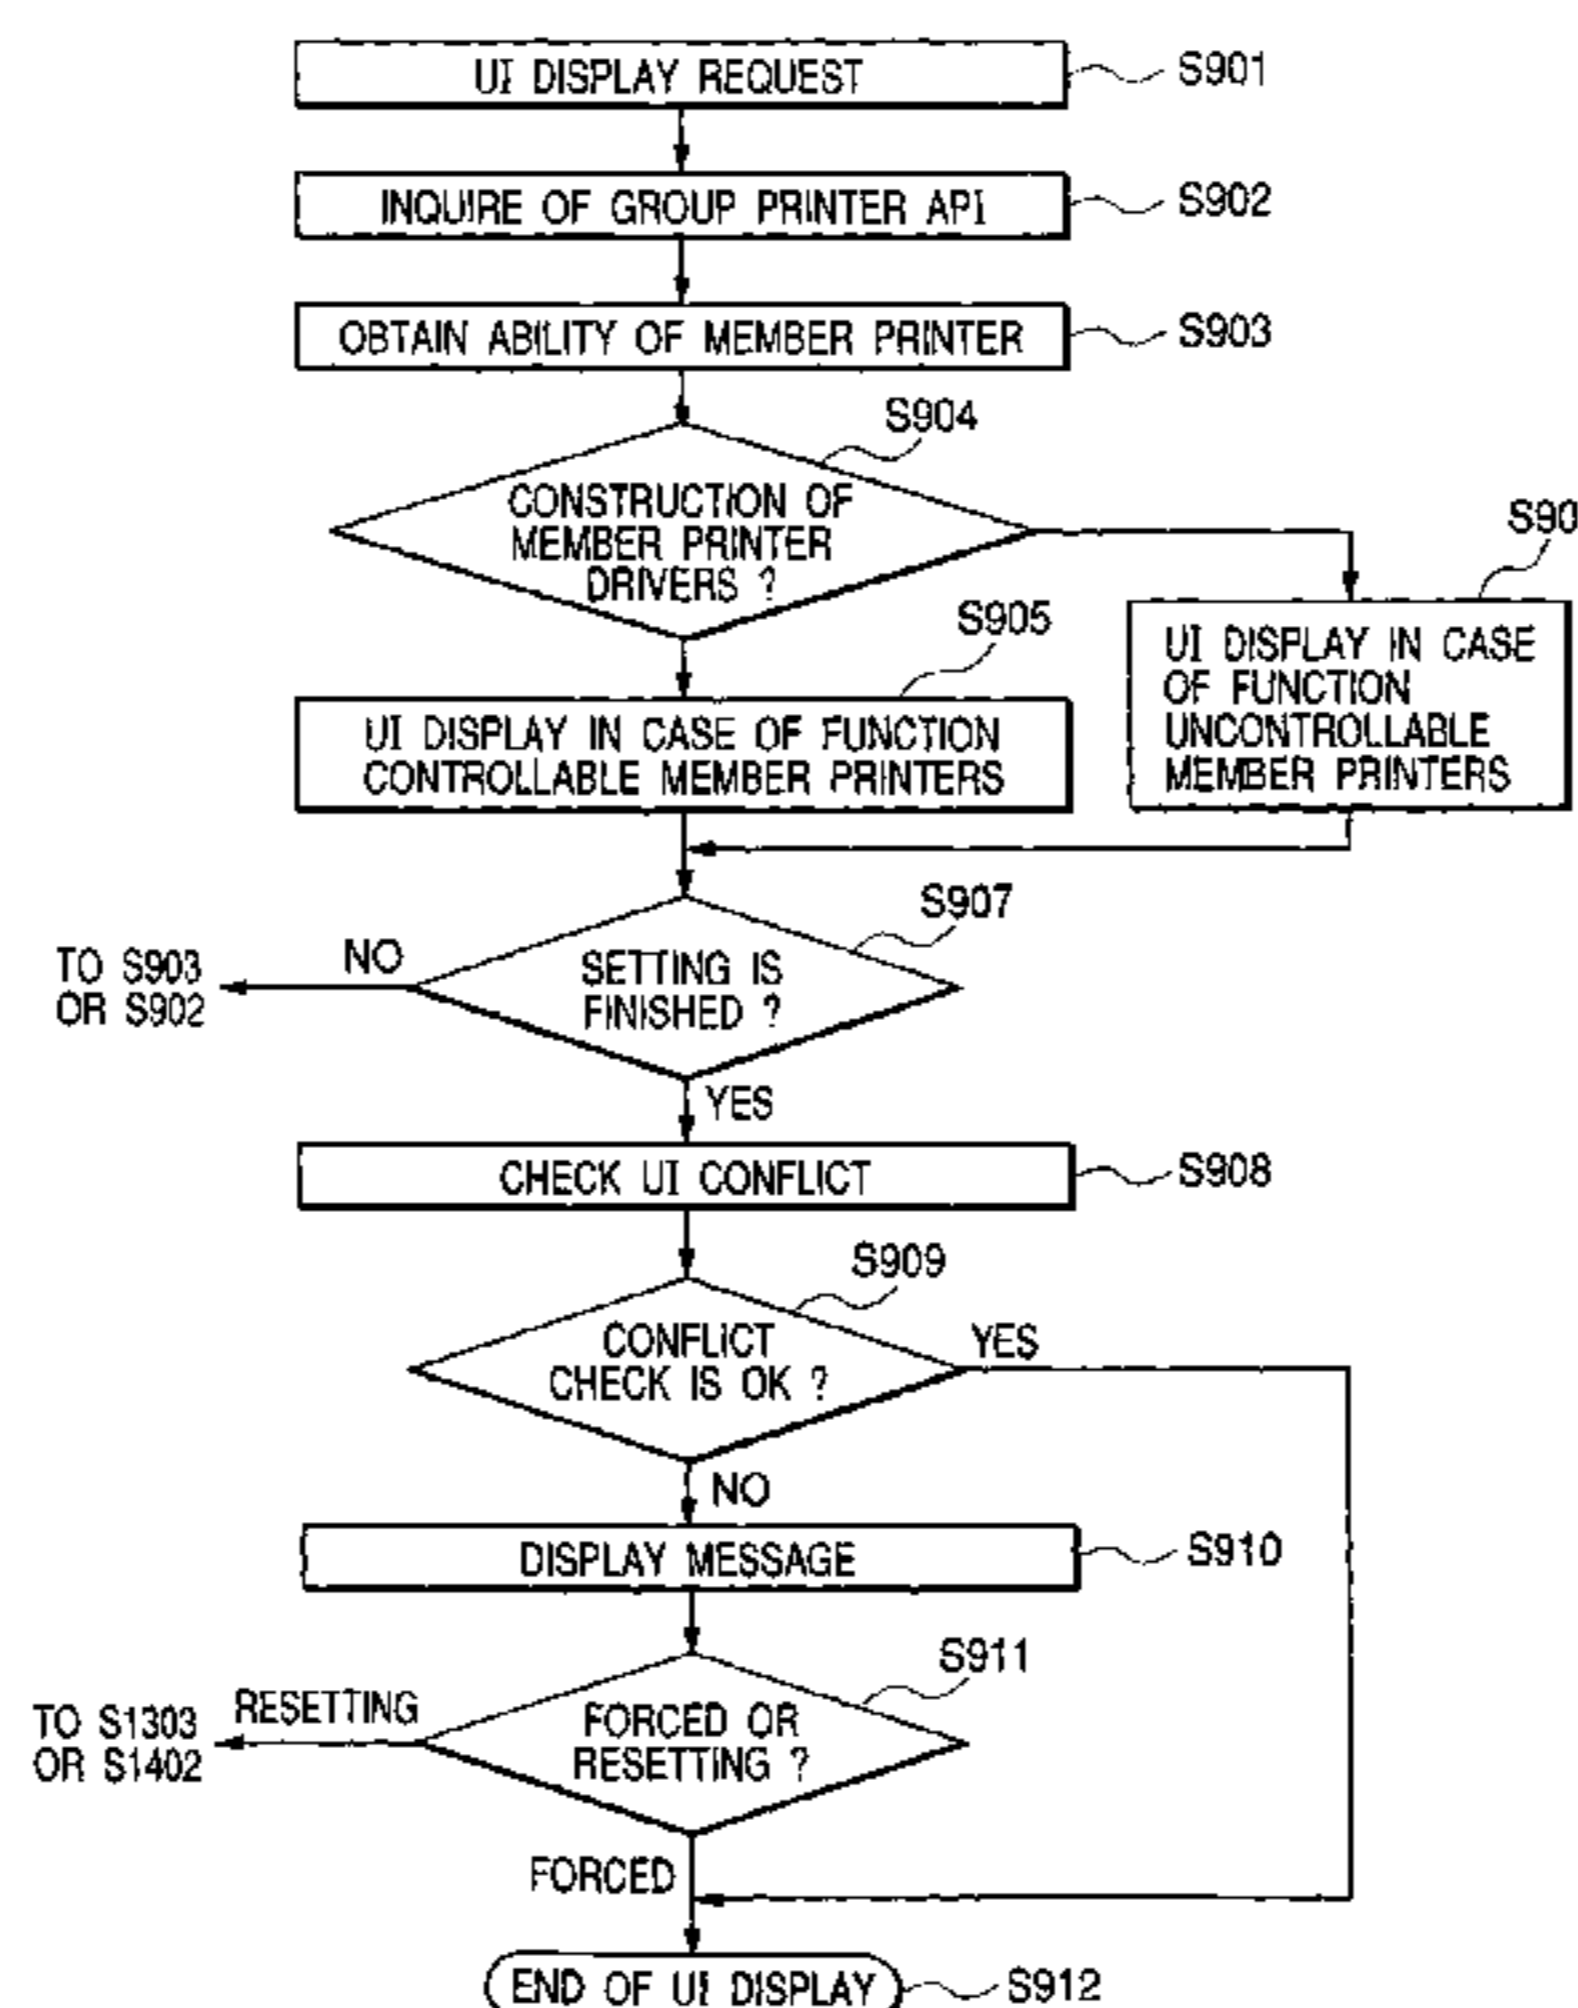 UI DISPLAY REQUEST
S901
INQUIRE OF GROUP PRINTER API
S902
OBTAIN ABILITY OF MEMBER PRINTER
S903
S904
CONSTRUCTION OF
MEMBER PRINTER
DRIVERS ?
S90
S905
UI DISPLAY IN CASE
OF FUNCTION
UNCONTROLLABLE
MEMBER PRINTERS
UI DISPLAY IN CASE OF FUNCTION
CONTROLLABLE MEMBER PRINTERS
S907
TO S903
OR S902
NO
SETTING IS
FINISHED ?
YES
CHECK UI CONFLICT
S908
S909
CONFLICT
CHECK IS OK ?
YES
NO
DISPLAY MESSAGE
S910
S911
TO S1303
OR S1402
RESETTING
FORCED OR
RESETTING ?
FORCED
END OF UI DISPLAY
S912